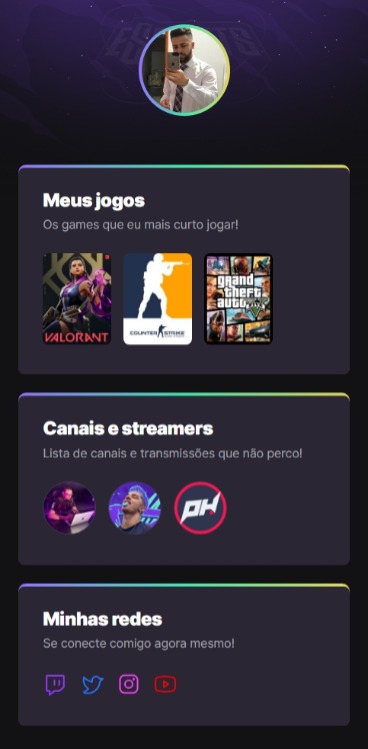 ESPORTS
Meus jogos
Os games que eu mais curto jogar!
VALORANT
COUNTER STRIKE
grand
theft
auto
V
Canais e streamers
Lista de canais e transmissões que não perco!
PH
Minhas redes
Se conecte comigo agora mesmo!